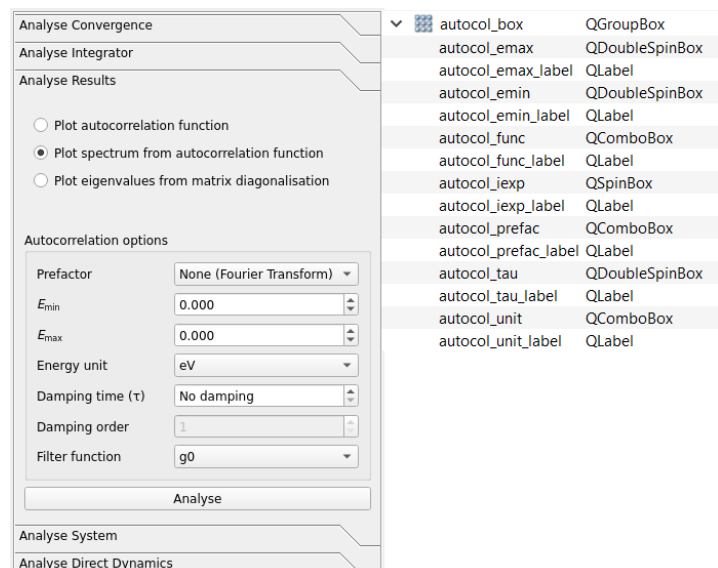 Analyse Convergence
Analyse Integrator
Analyse Results
Plot autocorrelation function
Plot spectrum from autocorrelation function
Plot eigenvalues from matrix diagonalisation
Autocorrelation options
Prefactor None (Fourier Transform)
Emin 0.000
Emax 0.000
Energy unit eV
Damping time (τ) No damping
Damping order 1
Filter function g0
Analyse
Analyse System
Analyse Direct Dynamics
autocol_box QGroupBox
autocol_emax QDoubleSpinBox
autocol_emax_label QLabel
autocol_emin QDoubleSpinBox
autocol_emin_label QLabel
autocol_func QComboBox
autocol_func_label QLabel
autocol_iexp QSpinBox
autocol_iexp_label QLabel
autocol_prefac QComboBox
autocol_prefac_label QLabel
autocol_tau QDoubleSpinBox
autocol_tau_label QLabel
autocol_unit QComboBox
autocol_unit_label QLabel